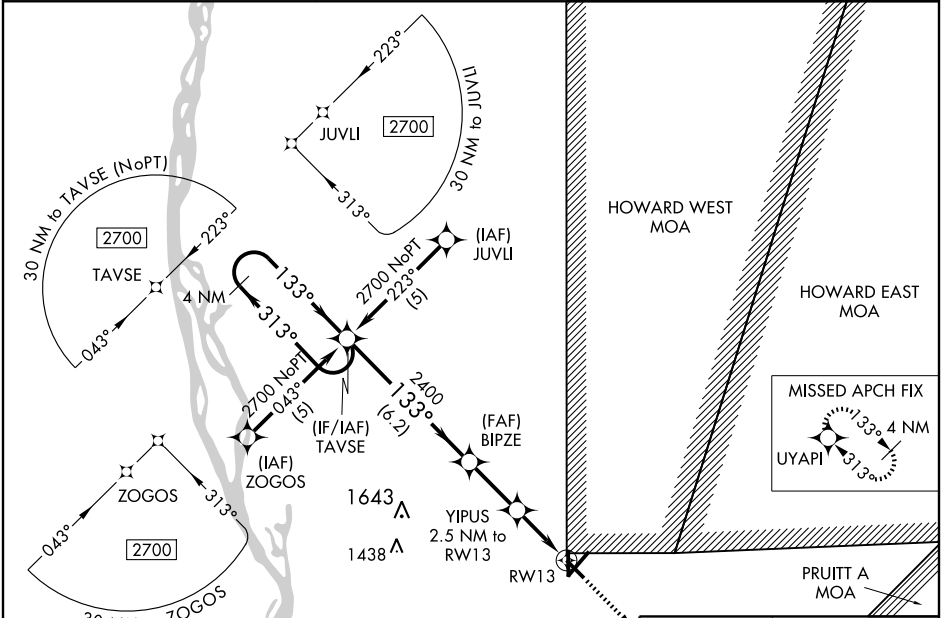 223°
JUVLI
2700
30 NM to JUVLI
313°
30 NM to TAVSE (NoPT)
2700
223°
TAVSE
043°
HOWARD WEST
MOA
HOWARD EAST
MOA
(IAF)
JUVLI
2700 NoPT
223°
(5)
4 NM
133°
313°
2700 NoPT
043°
(5)
(IF/IAF)
TAVSE
(IAF)
ZOGOS
2400
133°
(6.2)
(FAF)
BIPZE
MISSED APCH FIX
133°
4 NM
UYAPI
313°
ZOGOS
313°
043°
2700
ZOGOS
1643
1438
YIPUS
2.5 NM to
RW13
RW13
PRUITT A
MOA